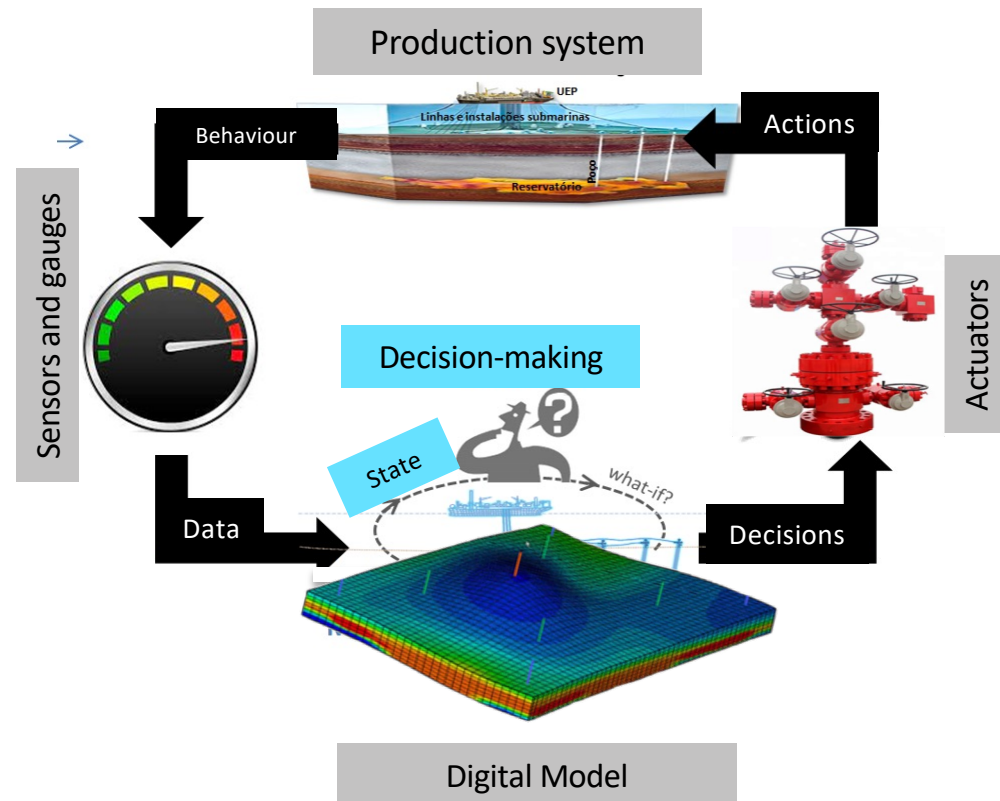 Production system
UEP
Linhas e instalações submarinas
Behaviour
Actions
Poço
Reservatório
Sensors and gauges
Actuators
Decision-making
?
State
what-if?
Data
Decisions
Digital Model